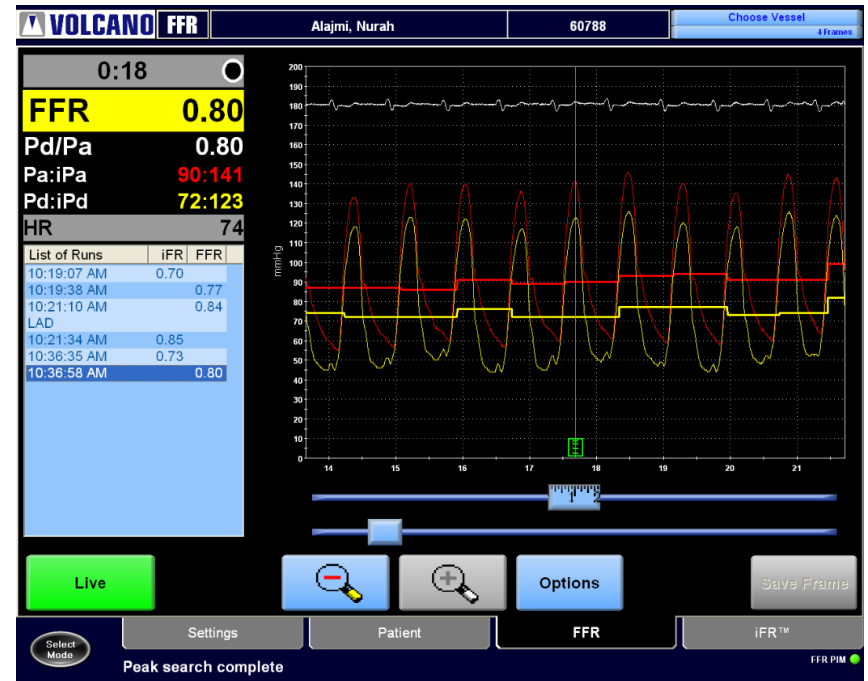 VOLCANO FFR
Alajmi, Nurah
60788
Choose Vessel
4 Frames
0:18
FFR 0.80
Pd/Pa 0.80
Pa:iPa 90:141
Pd:iPd 72:123
HR 74
List of Runs iFR FFR
10:19:07 AM 0.70
10:19:38 AM 0.77
10:21:10 AM 0.84
LAD
10:21:34 AM 0.85
10:36:35 AM 0.73
10:36:58 AM 0.80
mmHg
200
190
180
170
160
150
140
130
120
110
100
90
80
70
60
50
40
30
20
10
0
14 15 16 17 18 19 20 21
1 2
Live
Options
Save Frame
Select
Mode
Settings
Patient
FFR
iFR™
Peak search complete
FFR PIM